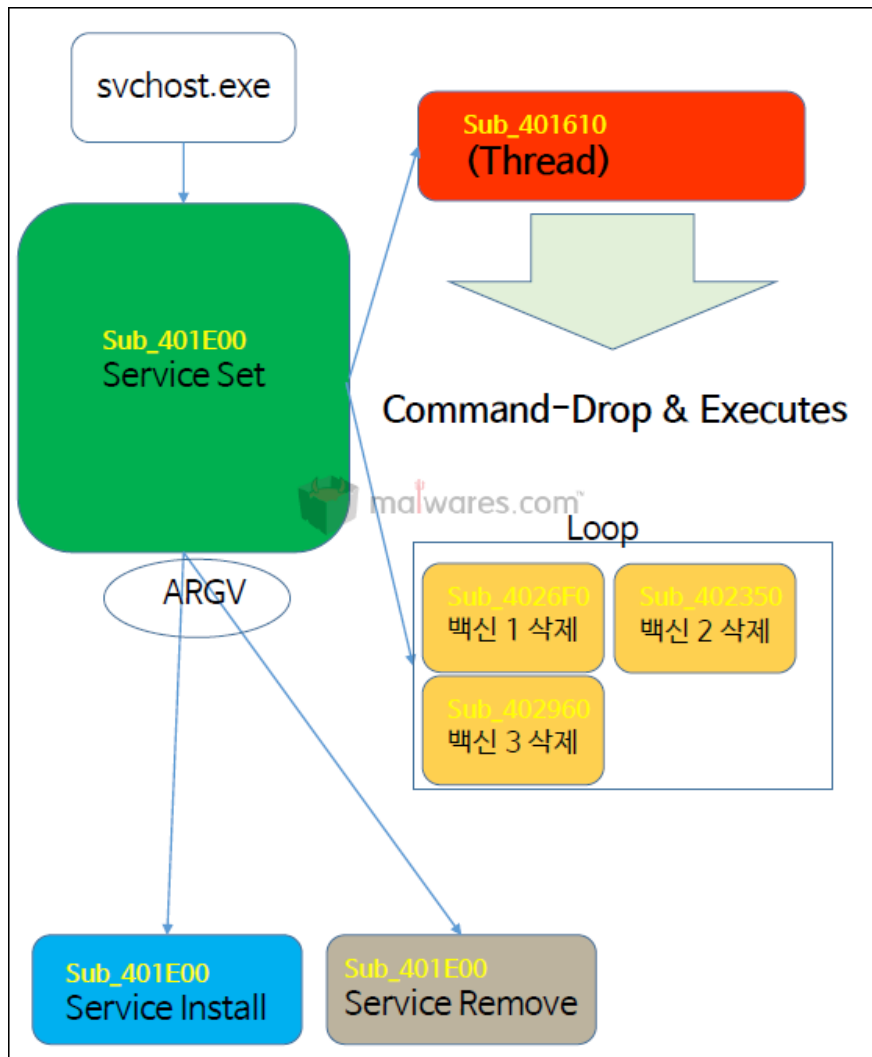 svchost.exe
Sub_401610
(Thread)
Sub_401E00
Service Set
Command-Drop & Executes
malwares.com™
Loop
ARGV
Sub_4026F0
백신 1 삭제
Sub_402350
백신 2 삭제
Sub_402960
백신 3 삭제
Sub_401E00
Service Install
Sub_401E00
Service Remove